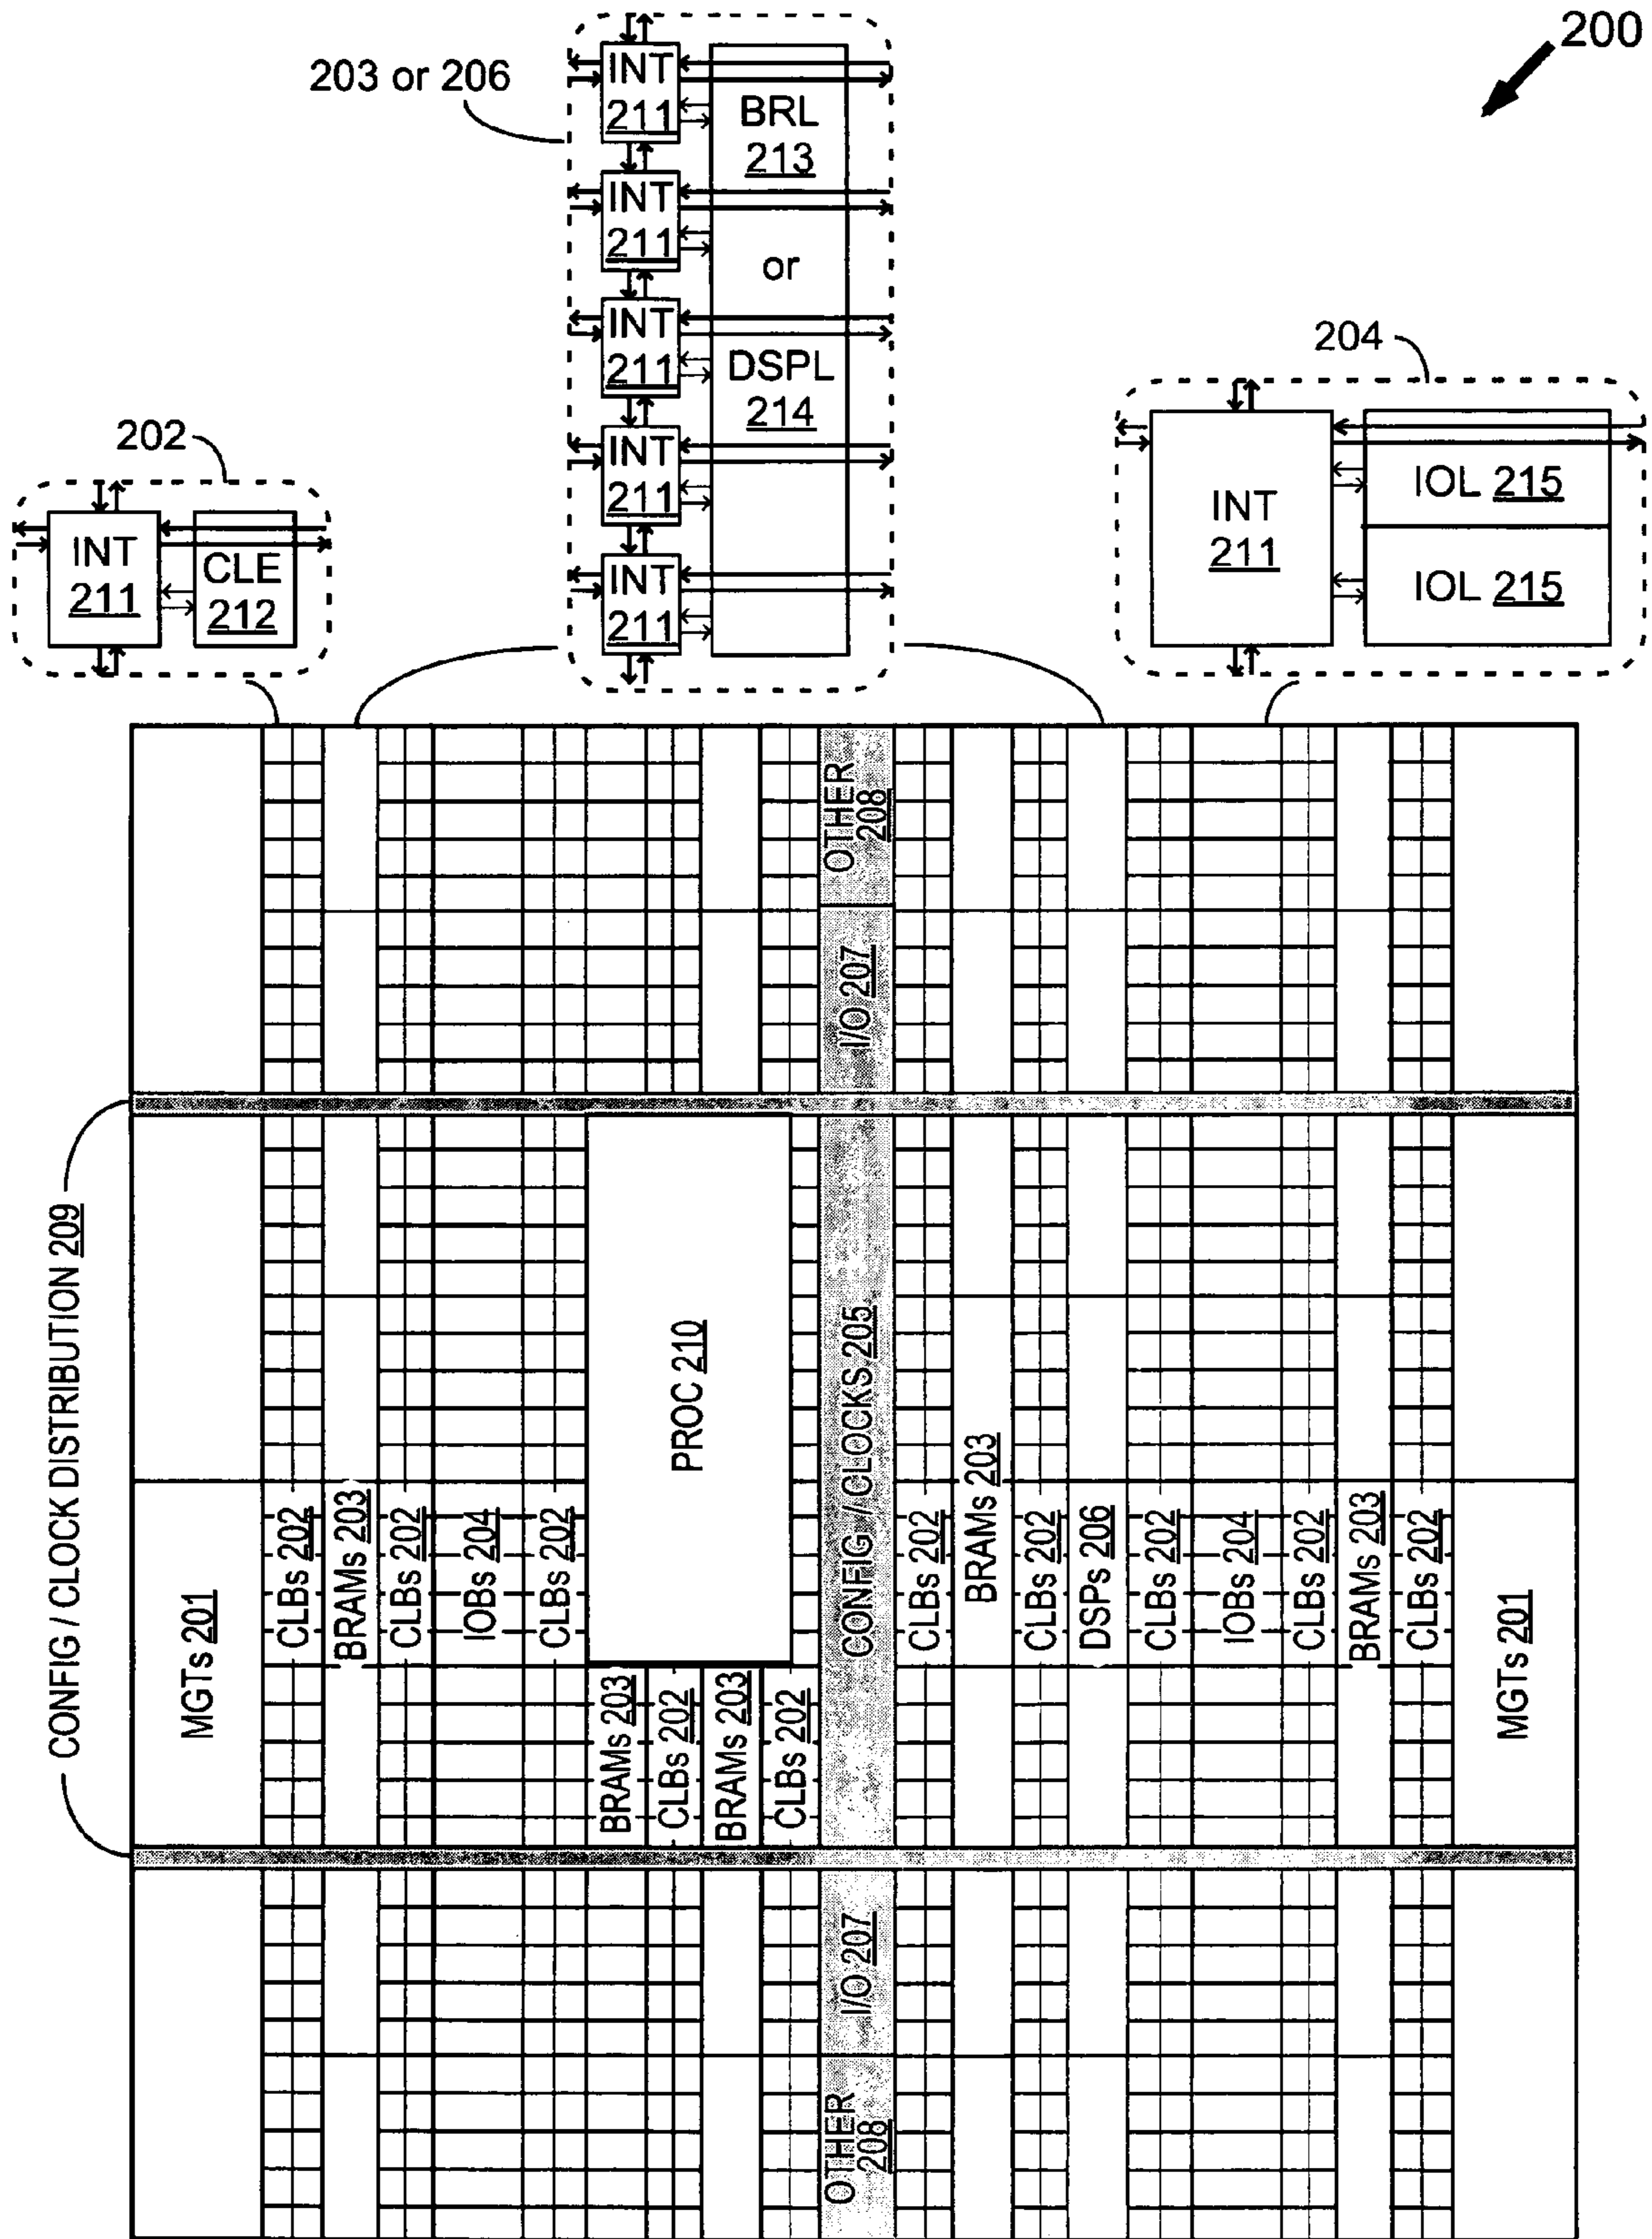 200
203 or 206
INT
211
BRL
213
INT
211
or
INT
211
DSPL
214
INT
211
INT
211
202
INT
211
CLE
212
204
INT
211
IOL 215
IOL 215
OTHER
208
I/O 207
CONFIG / CLOCK DISTRIBUTION 209
PROC 210
CONFIG / CLOCKS 205
MGTs 201
CLBs 202
BRAMs 203
CLBs 202
IOBs 204
CLBs 202
BRAMs 203
CLBs 202
BRAMs 203
CLBs 202
CLBs 202
BRAMs 203
CLBs 202
DSPs 206
CLBs 202
IOBs 204
CLBs 202
BRAMs 203
CLBs 202
MGTs 201
I/O 207
OTHER
208